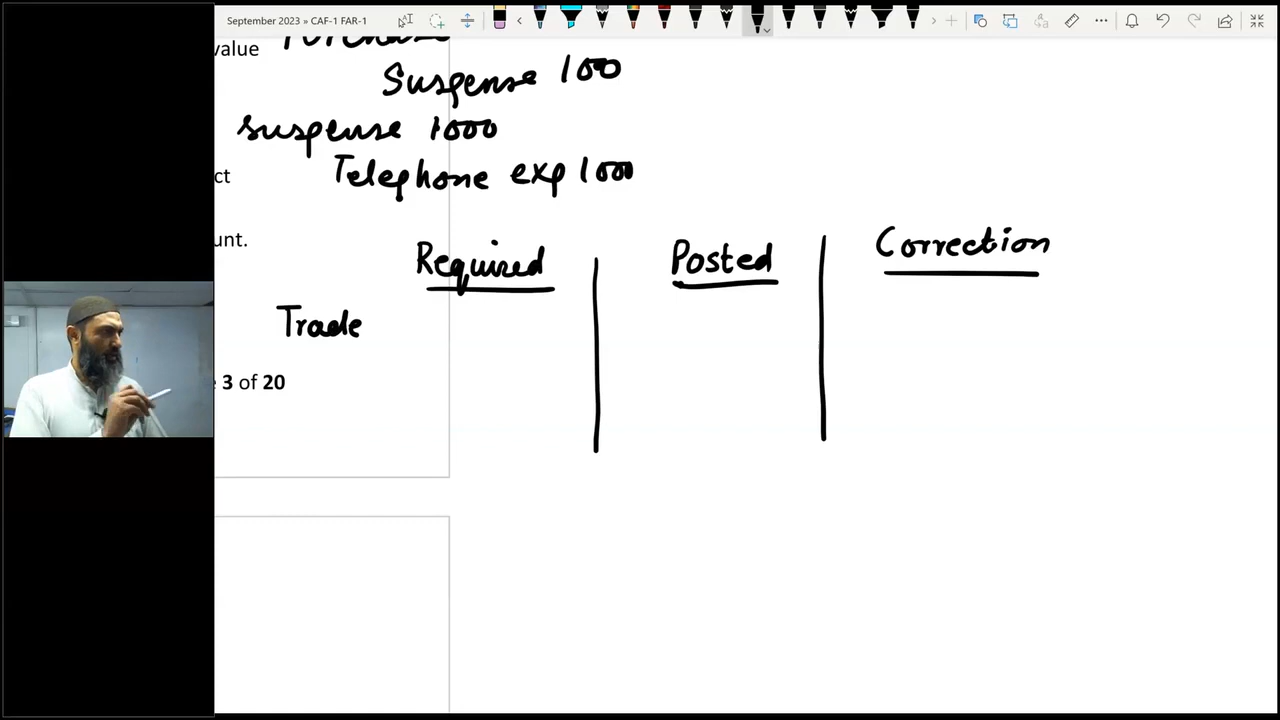 September 2023 » CAF-1 FAR-1
value
Purchase
Suspense 100
suspense 1000
ct
Telephone exp 1000
unt.
Required
Posted
Correction
Trade
3 of 20